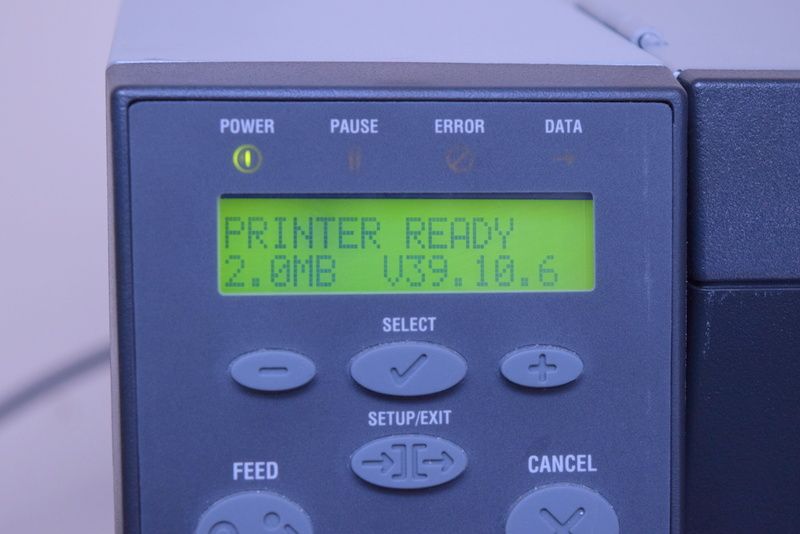 POWER PAUSE ERROR DATA
PRINTER READY
2.0MB V39.10.6
SELECT
SETUP/EXIT
FEED CANCEL